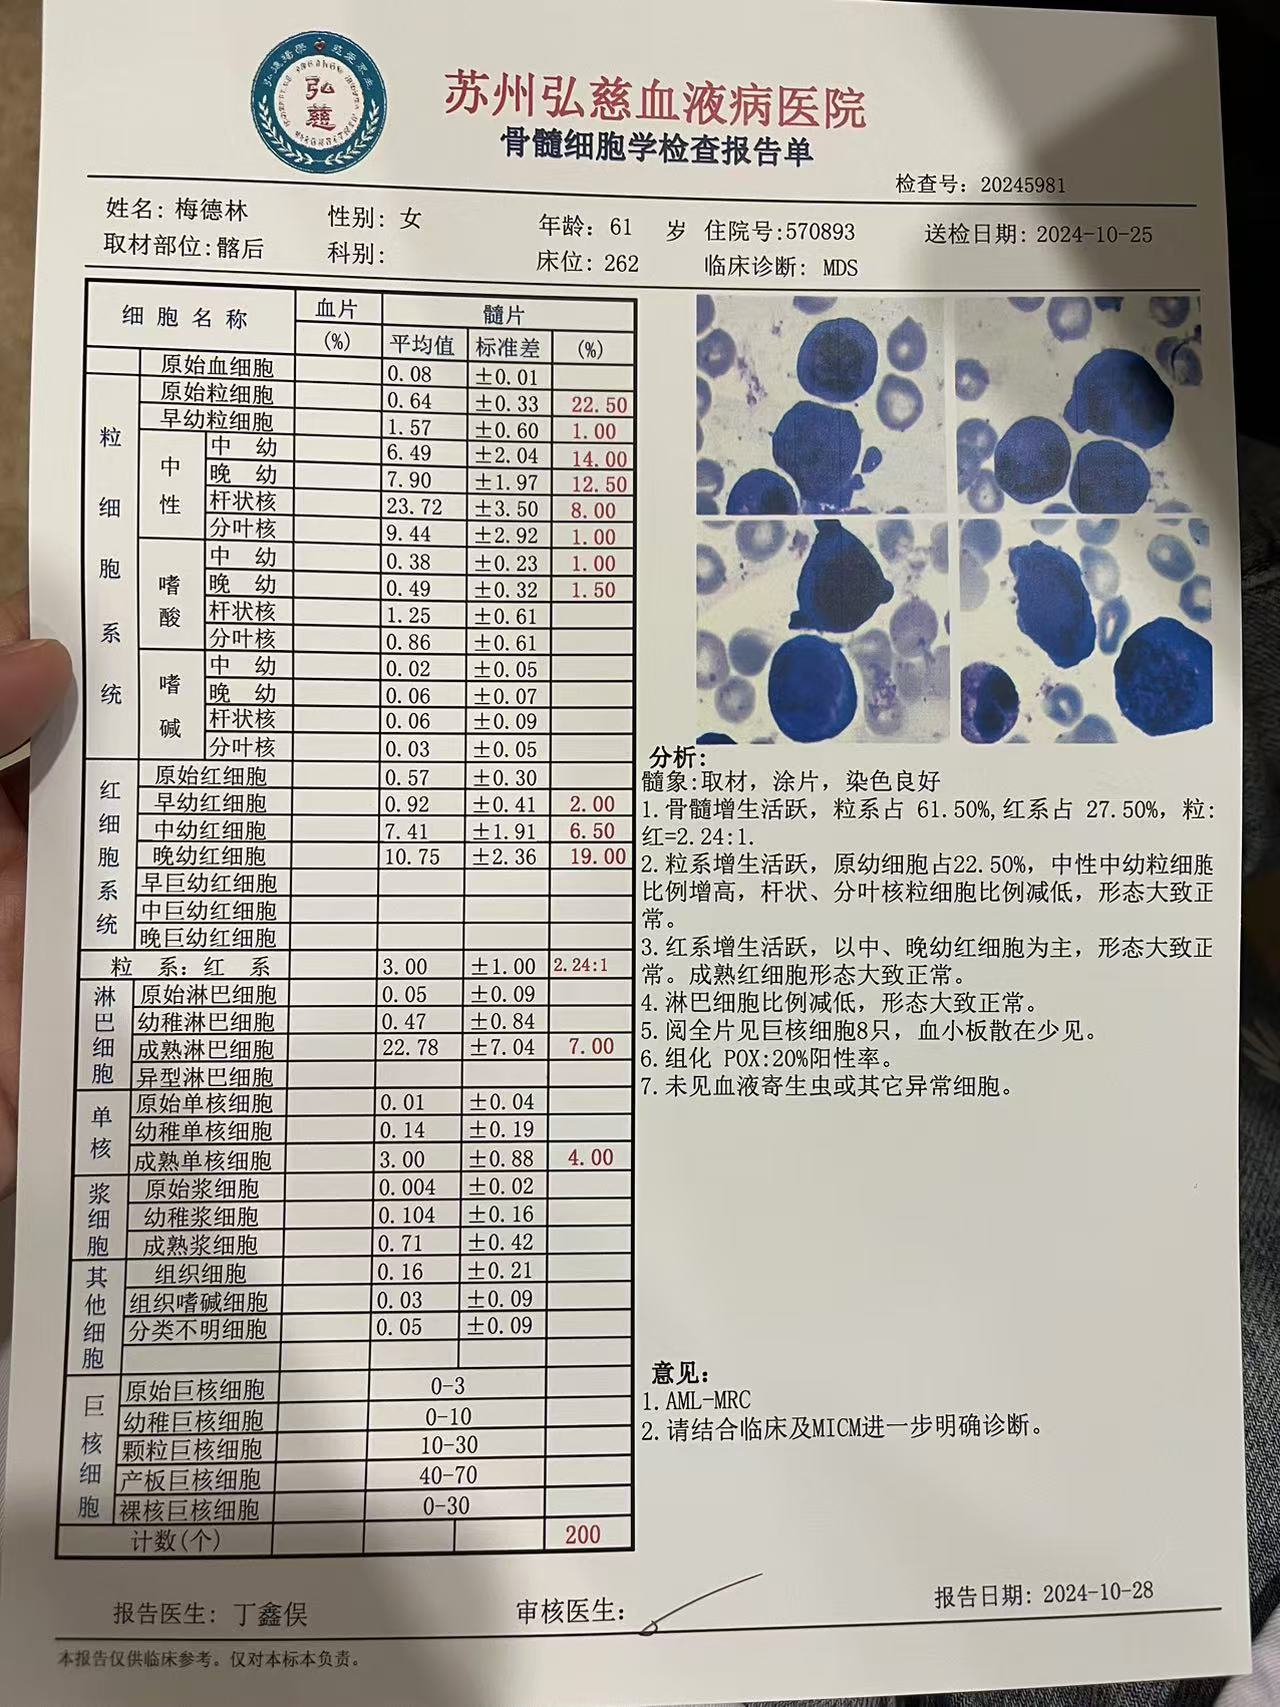 苏州弘慈血液病医院
骨髓细胞学检查报告单
检查号: 20245981
姓名: 梅德林 性别: 女 年龄: 61 岁 住院号:570893 送检日期: 2024-10-25
取材部位: 髂后 科别: 床位: 262 临床诊断: MDS
弘慈
细胞名称 血片 髓片
(%) 平均值 标准差 (%)
原始血细胞 0.08 ±0.01
粒细胞系统
原始粒细胞 0.64 ±0.33 22.50
早幼粒细胞 1.57 ±0.60 1.00
中性 中幼 6.49 ±2.04 14.00
晚幼 7.90 ±1.97 12.50
杆状核 23.72 ±3.50 8.00
分叶核 9.44 ±2.92 1.00
嗜酸 中幼 0.38 ±0.23 1.00
晚幼 0.49 ±0.32 1.50
杆状核 1.25 ±0.61
分叶核 0.86 ±0.61
嗜碱 中幼 0.02 ±0.05
晚幼 0.06 ±0.07
杆状核 0.06 ±0.09
分叶核 0.03 ±0.05
红细胞系统
原始红细胞 0.57 ±0.30
早幼红细胞 0.92 ±0.41 2.00
中幼红细胞 7.41 ±1.91 6.50
晚幼红细胞 10.75 ±2.36 19.00
早巨幼红细胞
中巨幼红细胞
晚巨幼红细胞
粒系: 红系 3.00 ±1.00 2.24:1
淋巴细胞
原始淋巴细胞 0.05 ±0.09
幼稚淋巴细胞 0.47 ±0.84
成熟淋巴细胞 22.78 ±7.04 7.00
异型淋巴细胞
单核
原始单核细胞 0.01 ±0.04
幼稚单核细胞 0.14 ±0.19
成熟单核细胞 3.00 ±0.88 4.00
浆细胞
原始浆细胞 0.004 ±0.02
幼稚浆细胞 0.104 ±0.16
成熟浆细胞 0.71 ±0.42
其他细胞
组织细胞 0.16 ±0.21
组织嗜碱细胞 0.03 ±0.09
分类不明细胞 0.05 ±0.09
巨核细胞
原始巨核细胞 0-3
幼稚巨核细胞 0-10
颗粒巨核细胞 10-30
产板巨核细胞 40-70
裸核巨核细胞 0-30
计数(个) 200
分析:
髓象:取材，涂片，染色良好
1.骨髓增生活跃，粒系占 61.50%,红系占 27.50%，粒:
红=2.24:1.
2.粒系增生活跃，原幼细胞占22.50%，中性中幼粒细胞
比例增高，杆状、分叶核粒细胞比例减低，形态大致正
常。
3.红系增生活跃，以中、晚幼红细胞为主，形态大致正
常。成熟红细胞形态大致正常。
4.淋巴细胞比例减低，形态大致正常。
5.阅全片见巨核细胞8只，血小板散在少见。
6.组化 POX:20%阳性率。
7.未见血液寄生虫或其它异常细胞。
意见:
1.AML-MRC
2.请结合临床及MICM进一步明确诊断。
报告医生: 丁鑫俣 审核医生: 报告日期: 2024-10-28
本报告仅供临床参考。仅对本标本负责。